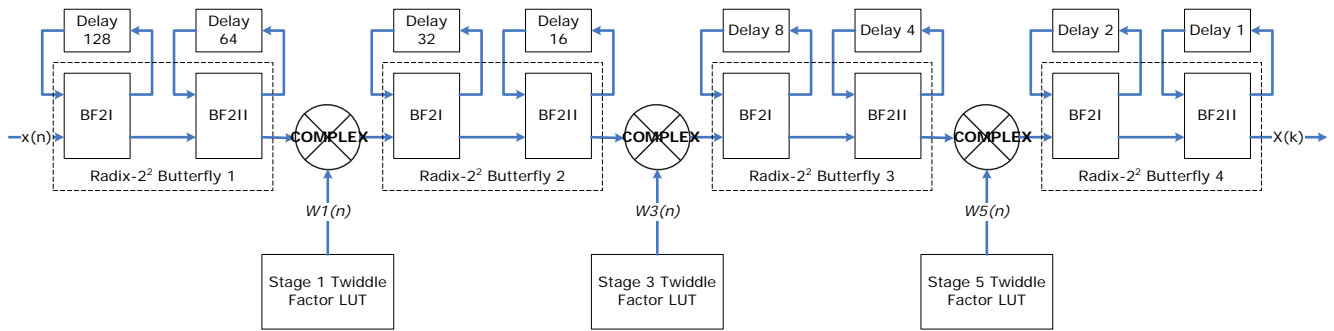 Delay
128
Delay
64
Delay
32
Delay
16
Delay 8
Delay 4
Delay 2
Delay 1
x(n)
BF2I
BF2II
COMPLEX
BF2I
BF2II
COMPLEX
BF2I
BF2II
COMPLEX
BF2I
BF2II
X(k)
Radix-2² Butterfly 1
Radix-2² Butterfly 2
Radix-2² Butterfly 3
Radix-2² Butterfly 4
W1(n)
W3(n)
W5(n)
Stage 1 Twiddle
Factor LUT
Stage 3 Twiddle
Factor LUT
Stage 5 Twiddle
Factor LUT